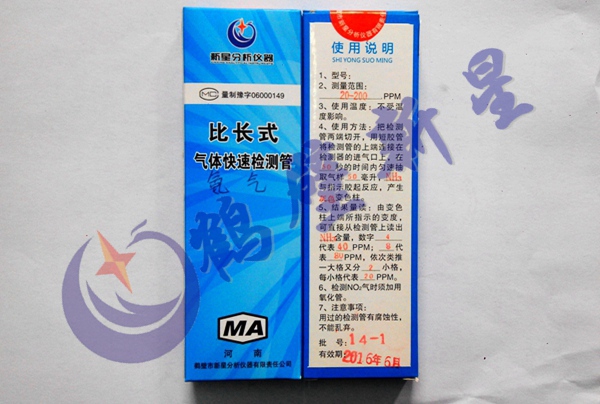 新星分析仪器
MC 量制豫字06000149
比长式
气体快速检测管
氨气
MA
河南
鹤壁市新星分析仪器有限责任公司
使用说明
SHI YONG SUO MING
1、型号:
2、测量范围:
20-200 PPM
3、使用温度: 不受温
度影响。
4、使用方法: 把检测
管两端切开, 用短胶管
将检测管的上端连接在
检测器的进气口上, 在
秒的时间内匀速抽
取气样 毫升, NH3
与指示胶起反应, 产生
变色柱。
5、结果量读: 由变色
柱上端所指示的变度,
可直接从检测管上读出
NH3含量, 数字 4
代表 40 PPM; 8 代
表 80 PPM, 依次类推
一大格又分 2 小格,
每小格代表 20 PPM。
6、检测NO2气时须加用
氧化管。
7、注意事项:
用过的检测管有腐蚀性,
不能乱弃。
批 号: 14-1
有效期 2016年6月
鹤壁新星